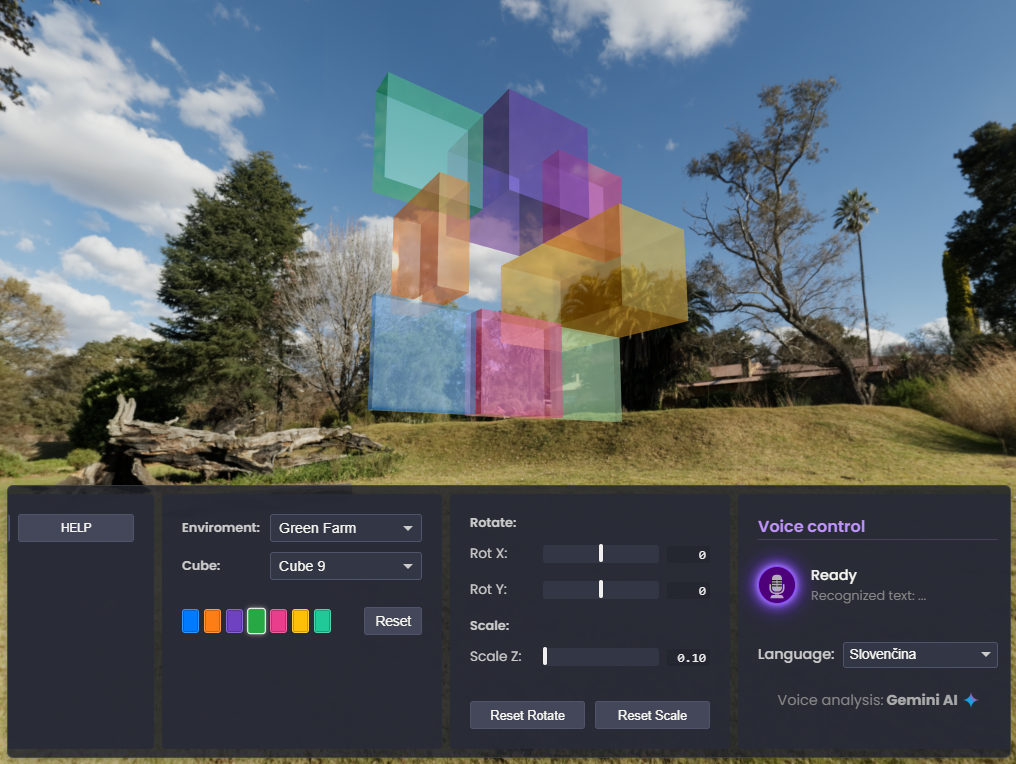 HELP
Enviroment: Green Farm
Cube: Cube 9
Reset
Rotate:
Rot X: 0
Rot Y: 0
Scale:
Scale Z: 0.10
Reset Rotate Reset Scale
Voice control
Ready
Recognized text: ...
Language: Slovenčina
Voice analysis: Gemini AI